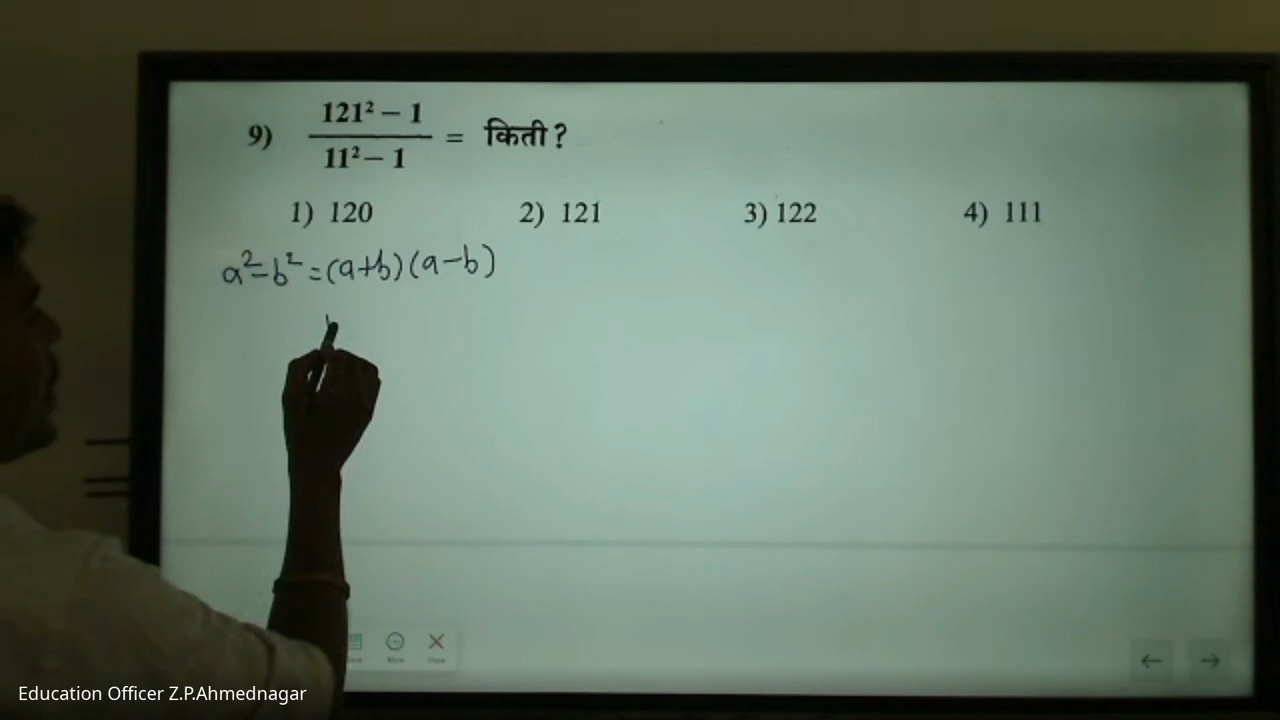 9) 121² – 1 / 11² – 1 = किती ?
1) 120 2) 121 3) 122 4) 111
a²-b²=(a+b)(a-b)
Education Officer Z.P.Ahmednagar